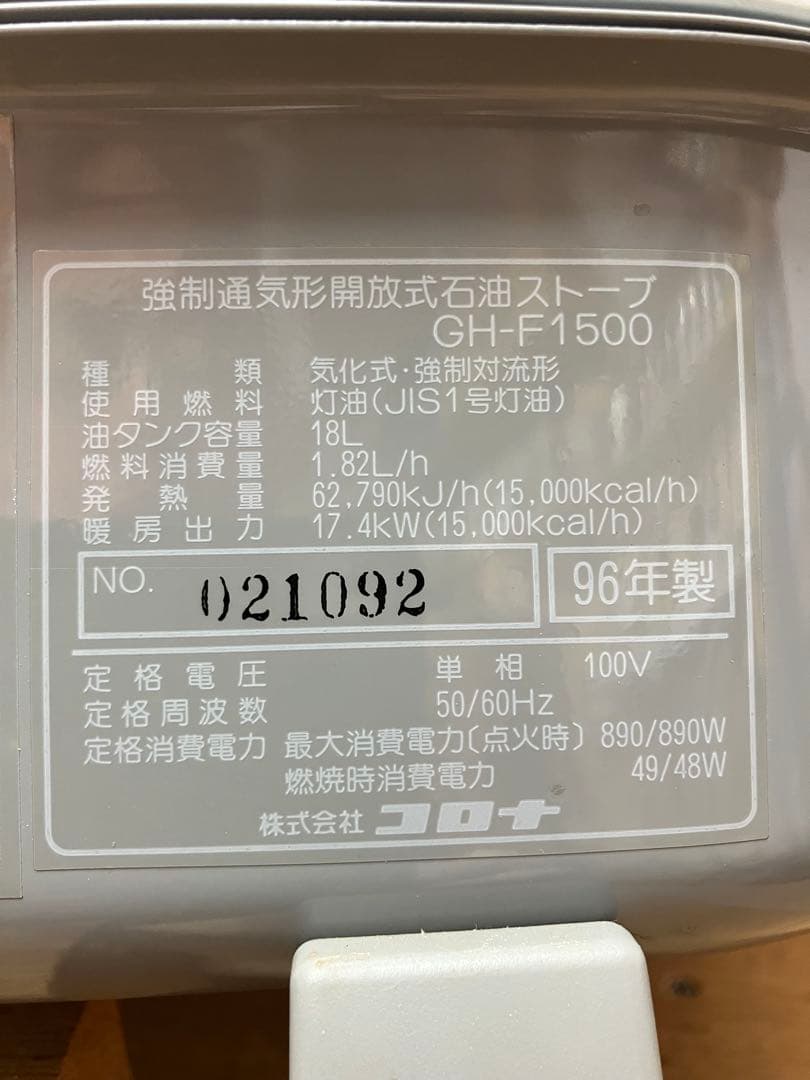 強制通気形開放式石油ストーブ
GH-F1500
種類 気化式・強制対流形
使用燃料 灯油(JIS1号灯油)
油タンク容量 18L
燃料消費量 1.82L/h
発熱量 62,790kJ/h(15,000kcal/h)
暖房出力 17.4kW(15,000kcal/h)
NO. 021092 96年製
定格電圧 単相 100V
定格周波数 50/60Hz
定格消費電力 最大消費電力(点火時) 890/890W
燃焼時消費電力 49/48W
株式会社 コロナ